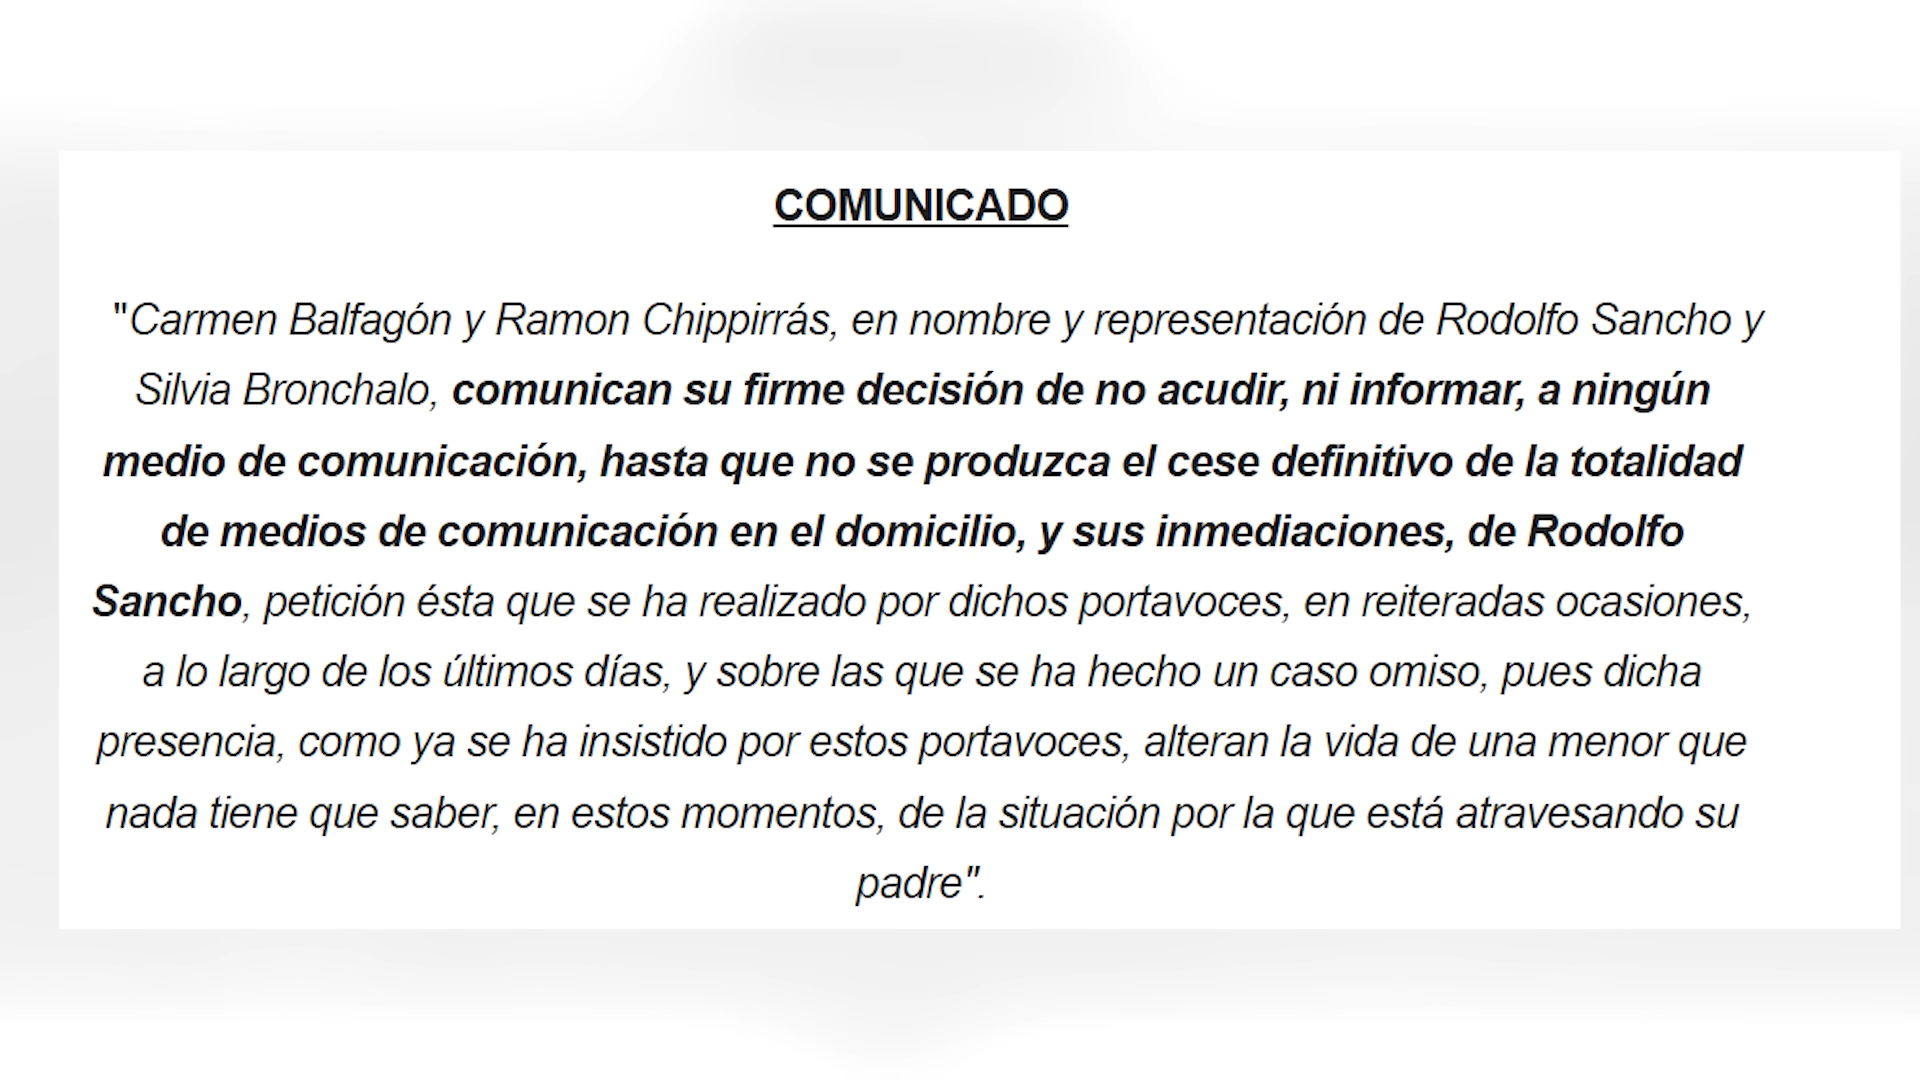 COMUNICADO
"Carmen Balfagón y Ramon Chippirrás, en nombre y representación de Rodolfo Sancho y
Silvia Bronchalo, comunican su firme decisión de no acudir, ni informar, a ningún
medio de comunicación, hasta que no se produzca el cese definitivo de la totalidad
de medios de comunicación en el domicilio, y sus inmediaciones, de Rodolfo
Sancho, petición ésta que se ha realizado por dichos portavoces, en reiteradas ocasiones,
a lo largo de los últimos días, y sobre las que se ha hecho un caso omiso, pues dicha
presencia, como ya se ha insistido por estos portavoces, alteran la vida de una menor que
nada tiene que saber, en estos momentos, de la situación por la que está atravesando su
padre".